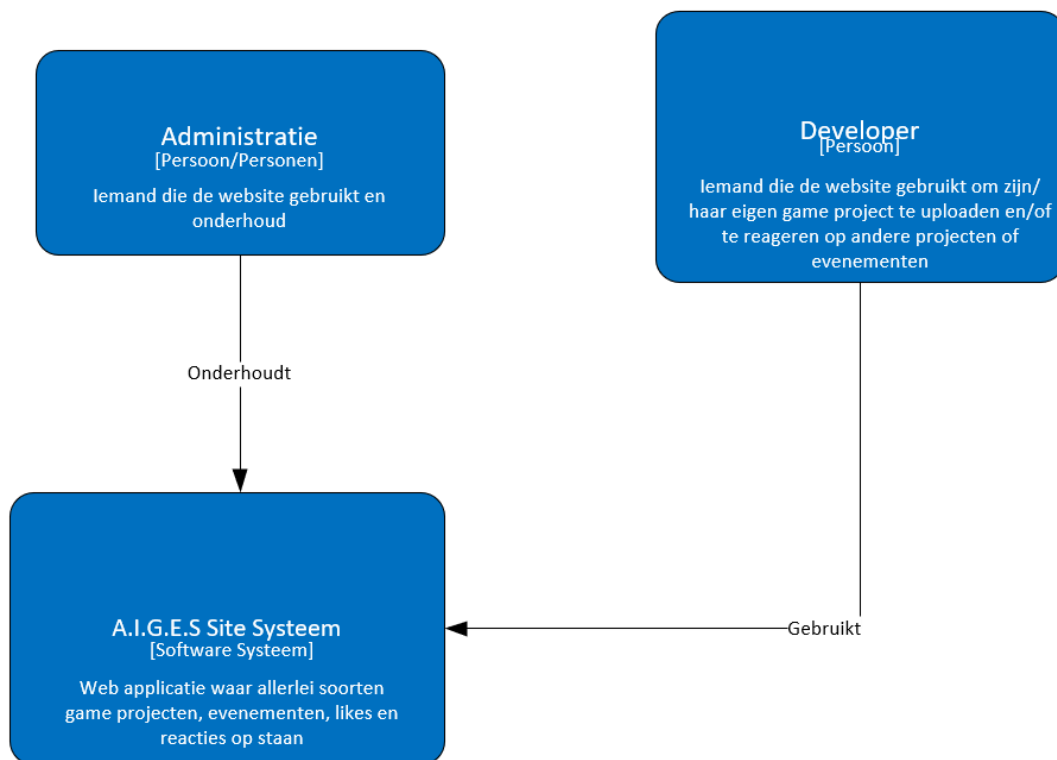 Administratie
[Persoon/Personen]
Iemand die de website gebruikt en
onderhoud
Developer
[Persoon]
Iemand die de website gebruikt om zijn/
haar eigen game project te uploaden en/of
te reageren op andere projecten of
evenementen
Onderhoudt
Gebruikt
A.I.G.E.S Site Systeem
[Software Systeem]
Web applicatie waar allerlei soorten
game projecten, evenementen, likes en
reacties op staan